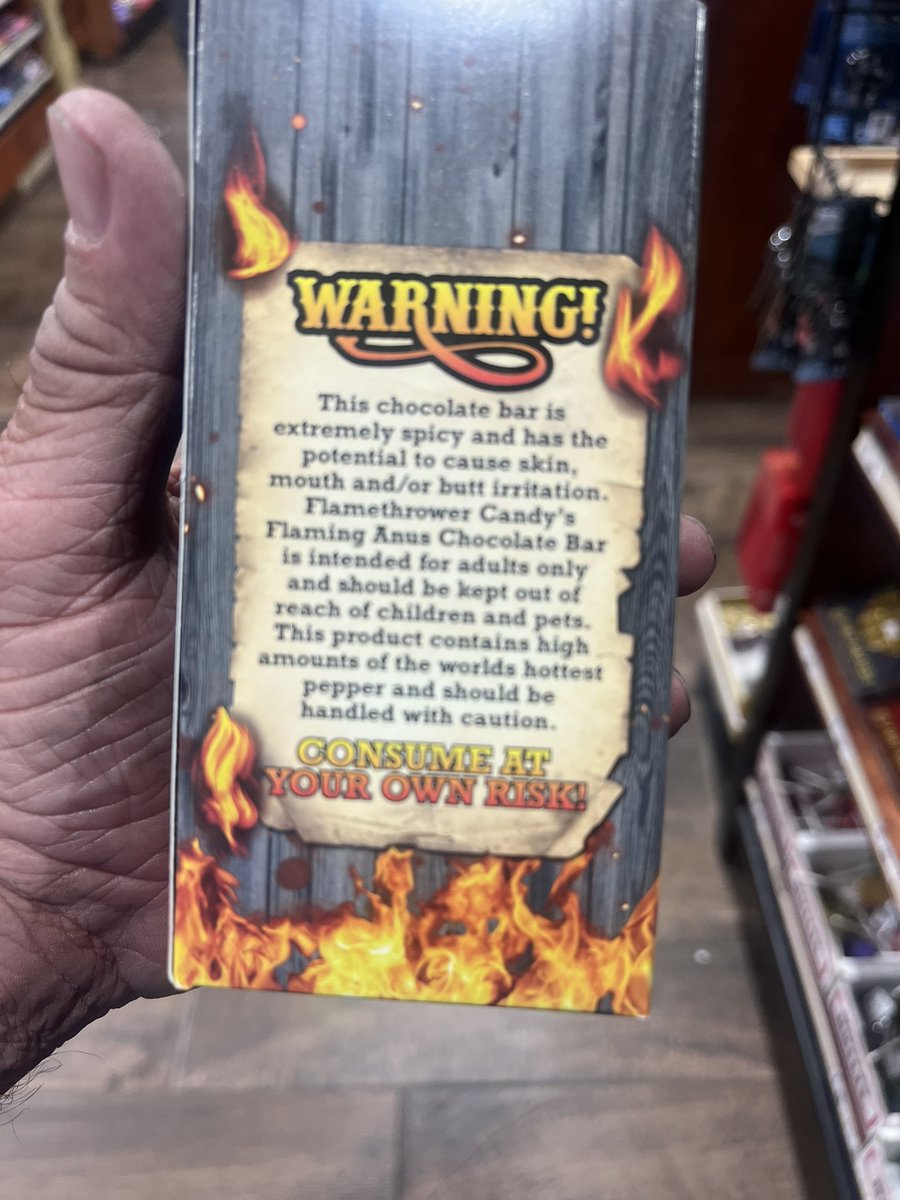 WARNING!
This chocolate bar is
extremely spicy and has the
potential to cause skin,
mouth and/or butt irritation.
Flamethrower Candy's
Flaming Anus Chocolate Bar
is intended for adults only
and should be kept out of
reach of children and pets.
This product contains high
amounts of the worlds hottest
pepper and should be
handled with caution.
CONSUME AT
YOUR OWN RISK!